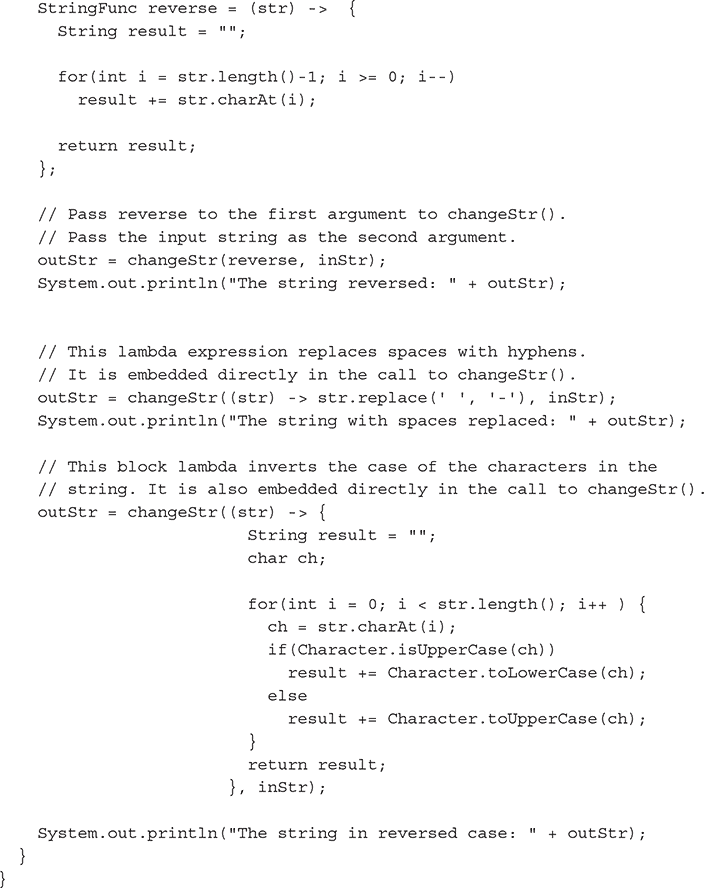 StringFunc reverse = (str) ->  {
  String result = "";

  for(int i = str.length()-1; i >= 0; i--)
    result += str.charAt(i);

  return result;
};

// Pass reverse to the first argument to changeStr().
// Pass the input string as the second argument.
outStr = changeStr(reverse, inStr);
System.out.println("The string reversed: " + outStr);


// This lambda expression replaces spaces with hyphens.
// It is embedded directly in the call to changeStr().
outStr = changeStr((str) -> str.replace(' ', '-'), inStr);
System.out.println("The string with spaces replaced: " + outStr);

// This block lambda inverts the case of the characters in the
// string. It is also embedded directly in the call to changeStr().
outStr = changeStr((str) -> {
                     String result = "";
                     char ch;

                     for(int i = 0; i < str.length(); i++ ) {
                       ch = str.charAt(i);
                       if(Character.isUpperCase(ch))
                         result += Character.toLowerCase(ch);
                       else
                         result += Character.toUpperCase(ch);
                     }
                     return result;
                   }, inStr);

System.out.println("The string in reversed case: " + outStr);
}
}